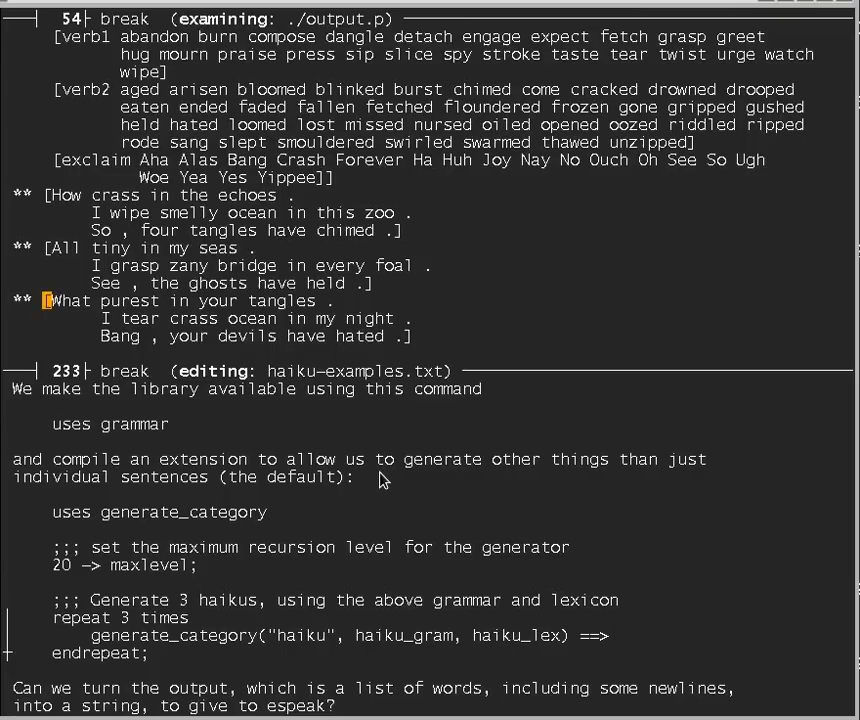 54 break (examining: ./output.p)
[verb1 abandon burn compose dangle detach engage expect fetch grasp greet
hug mourn praise press sip slice spy stroke taste tear twist urge watch
wipe]
[verb2 aged arisen bloomed blinked burst chimed come cracked drowned drooped
eaten ended faded fallen fetched floundered frozen gone gripped gushed
held hated loomed lost missed nursed oiled opened oozed riddled ripped
rode sang slept smouldered swirled swarmed thawed unzipped]
[exclaim Aha Alas Bang Crash Forever Ha Huh Joy Nay No Ouch Oh See So Ugh
Woe Yea Yes Yippee]]
** [How crass in the echoes .
I wipe smelly ocean in this zoo .
So , four tangles have chimed .]
** [All tiny in my seas .
I grasp zany bridge in every foal .
See , the ghosts have held .]
** [What purest in your tangles .
I tear crass ocean in my night .
Bang , your devils have hated .]
233 break (editing: haiku-examples.txt)
We make the library available using this command
uses grammar
and compile an extension to allow us to generate other things than just
individual sentences (the default):
uses generate_category
;;; set the maximum recursion level for the generator
20 -> maxlevel;
;;; Generate 3 haikus, using the above grammar and lexicon
repeat 3 times
generate_category("haiku", haiku_gram, haiku_lex) ==>
endrepeat;
Can we turn the output, which is a list of words, including some newlines,
into a string, to give to espeak?